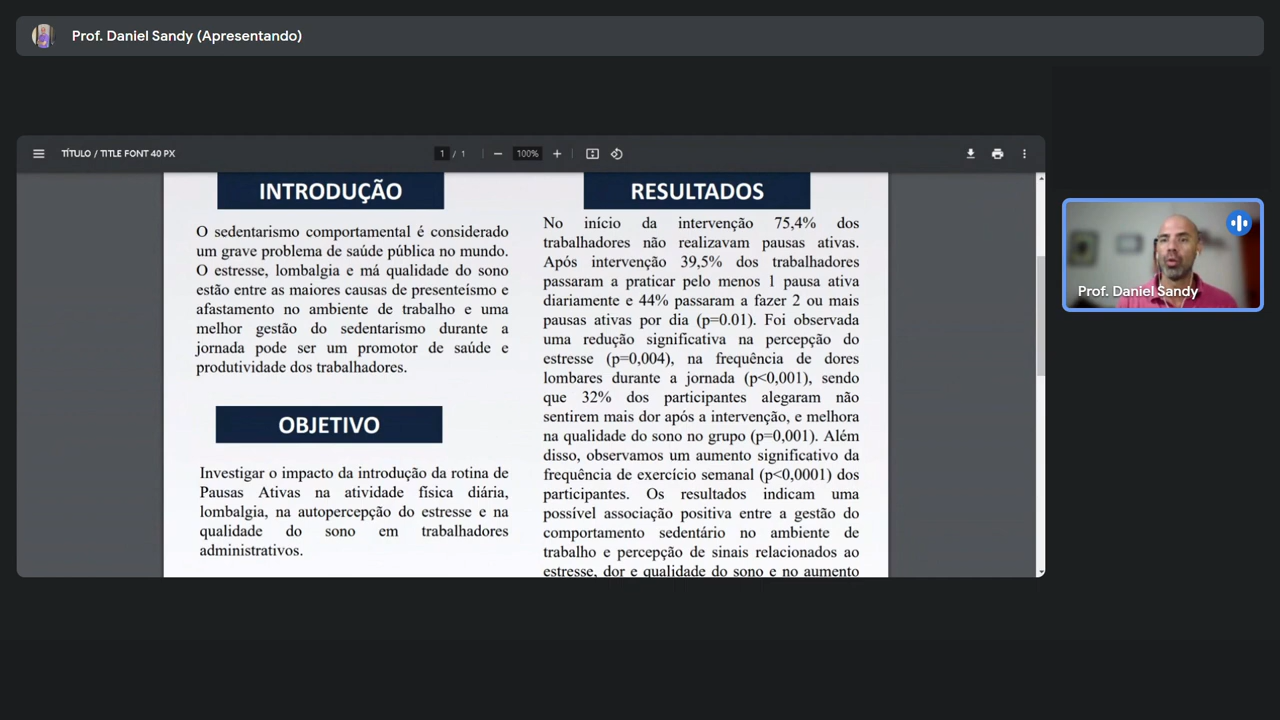 Prof. Daniel Sandy (Apresentando)
TÍTULO / TITLE FONT 40 PX
1 / 1
100%
INTRODUÇÃO
O sedentarismo comportamental é considerado
um grave problema de saúde pública no mundo.
O estresse, lombalgia e má qualidade do sono
estão entre as maiores causas de presenteísmo e
afastamento no ambiente de trabalho e uma
melhor gestão do sedentarismo durante a
jornada pode ser um promotor de saúde e
produtividade dos trabalhadores.
OBJETIVO
Investigar o impacto da introdução da rotina de
Pausas Ativas na atividade física diária,
lombalgia, na autopercepção do estresse e na
qualidade do sono em trabalhadores
administrativos.
RESULTADOS
No início da intervenção 75,4% dos
trabalhadores não realizavam pausas ativas.
Após intervenção 39,5% dos trabalhadores
passaram a praticar pelo menos 1 pausa ativa
diariamente e 44% passaram a fazer 2 ou mais
pausas ativas por dia (p=0.01). Foi observada
uma redução significativa na percepção do
estresse (p=0,004), na frequência de dores
lombares durante a jornada (p<0,001), sendo
que 32% dos participantes alegaram não
sentirem mais dor após a intervenção, e melhora
na qualidade do sono no grupo (p=0,001). Além
disso, observamos um aumento significativo da
frequência de exercício semanal (p<0,0001) dos
participantes. Os resultados indicam uma
possível associação positiva entre a gestão do
comportamento sedentário no ambiente de
trabalho e percepção de sinais relacionados ao
estresse, dor e qualidade do sono e no aumento
Prof. Daniel Sandy